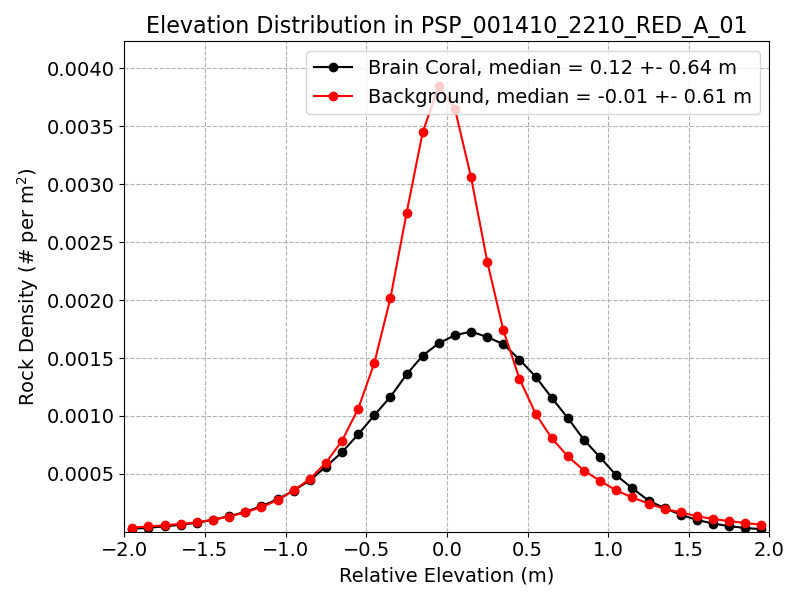 Elevation Distribution in PSP_001410_2210_RED_A_01
Brain Coral, median = 0.12 +- 0.64 m
Background, median = -0.01 +- 0.61 m
Rock Density (# per m²)
0.0040
0.0035
0.0030
0.0025
0.0020
0.0015
0.0010
0.0005
−2.0 −1.5 −1.0 −0.5 0.0 0.5 1.0 1.5 2.0
Relative Elevation (m)